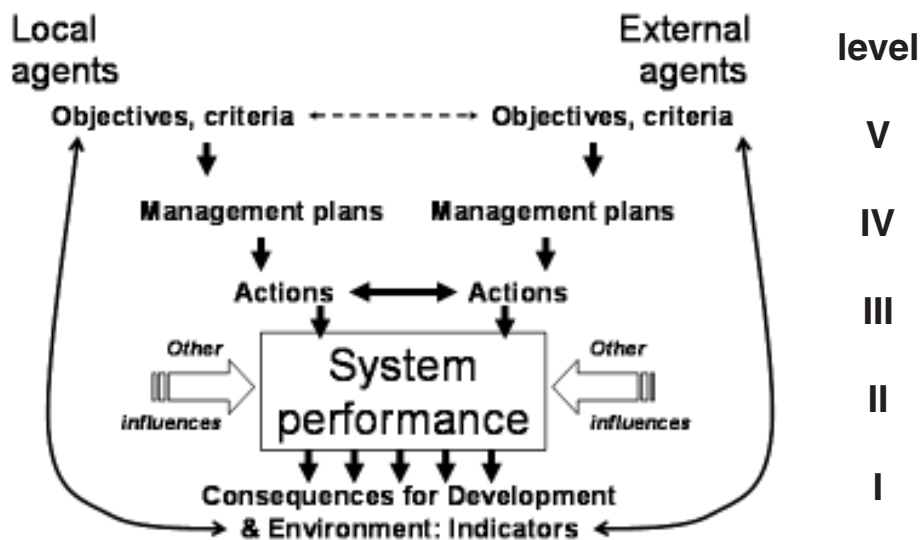 Local
agents
External
agents
level
Objectives, criteria
Objectives, criteria
V
Management plans
Management plans
IV
Actions
Actions
III
Other
influences
System
performance
Other
influences
II
Consequences for Development
& Environment: Indicators
I